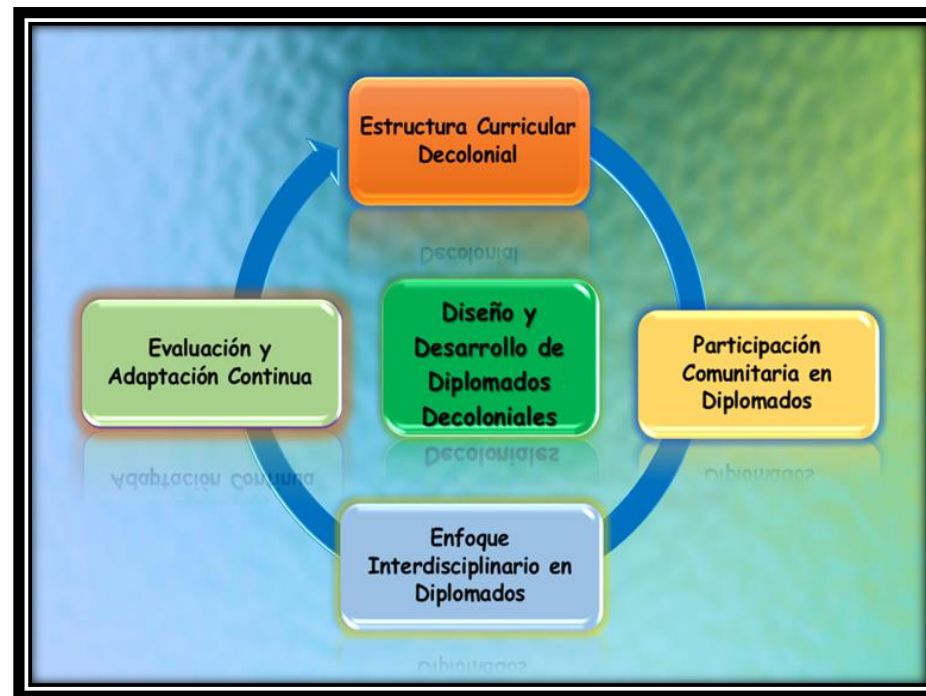 Estructura Curricular
Decolonial
Diseño y
Desarrollo de
Diplomados
Decoloniales
Evaluación y
Adaptación Continua
Participación
Comunitaria en
Diplomados
Enfoque
Interdisciplinario en
Diplomados